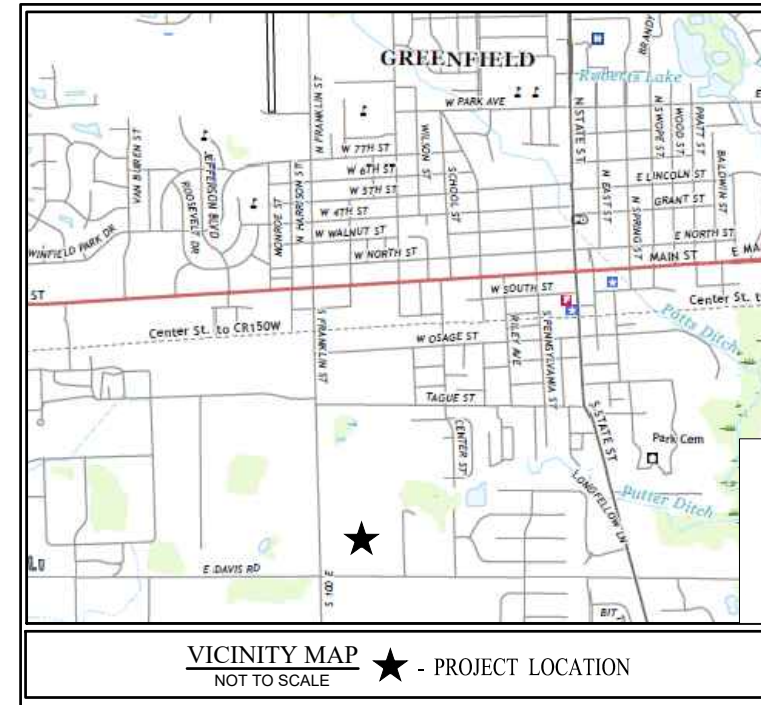 GREENFIELD
BRANDY
Roberts Lake
W PARK AVE
N FRANKLIN ST
N STATE ST
N SWOPE ST
WOOD ST
PRATT ST
VAN BUREN ST
JEFFERSON BLVD
ROOSEVELT DR
W 7TH ST
W 6TH ST
W 5TH ST
W 4TH ST
W WALNUT ST
W NORTH ST
MONROE ST
N HARRISON ST
WILSON ST
SCHOOL ST
N EAST ST
E LINCOLN ST
GRANT ST
N SPRING ST
BALDWIN ST
E NORTH ST
WINFIELD PARK DR
MAIN ST
E MA
ST
W SOUTH ST
Center St. t
Center St. to CR150W
S FRANKLIN ST
W OSAGE ST
RILEY AVE
S PENNSYLVANIA ST
Potts Ditch
TAGUE ST
CENTER ST
S STATE ST
Park Cem
LONGFELLOW LN
Putter Ditch
E DAVIS RD
S 100 E
BIT T
VICINITY MAP
NOT TO SCALE
- PROJECT LOCATION